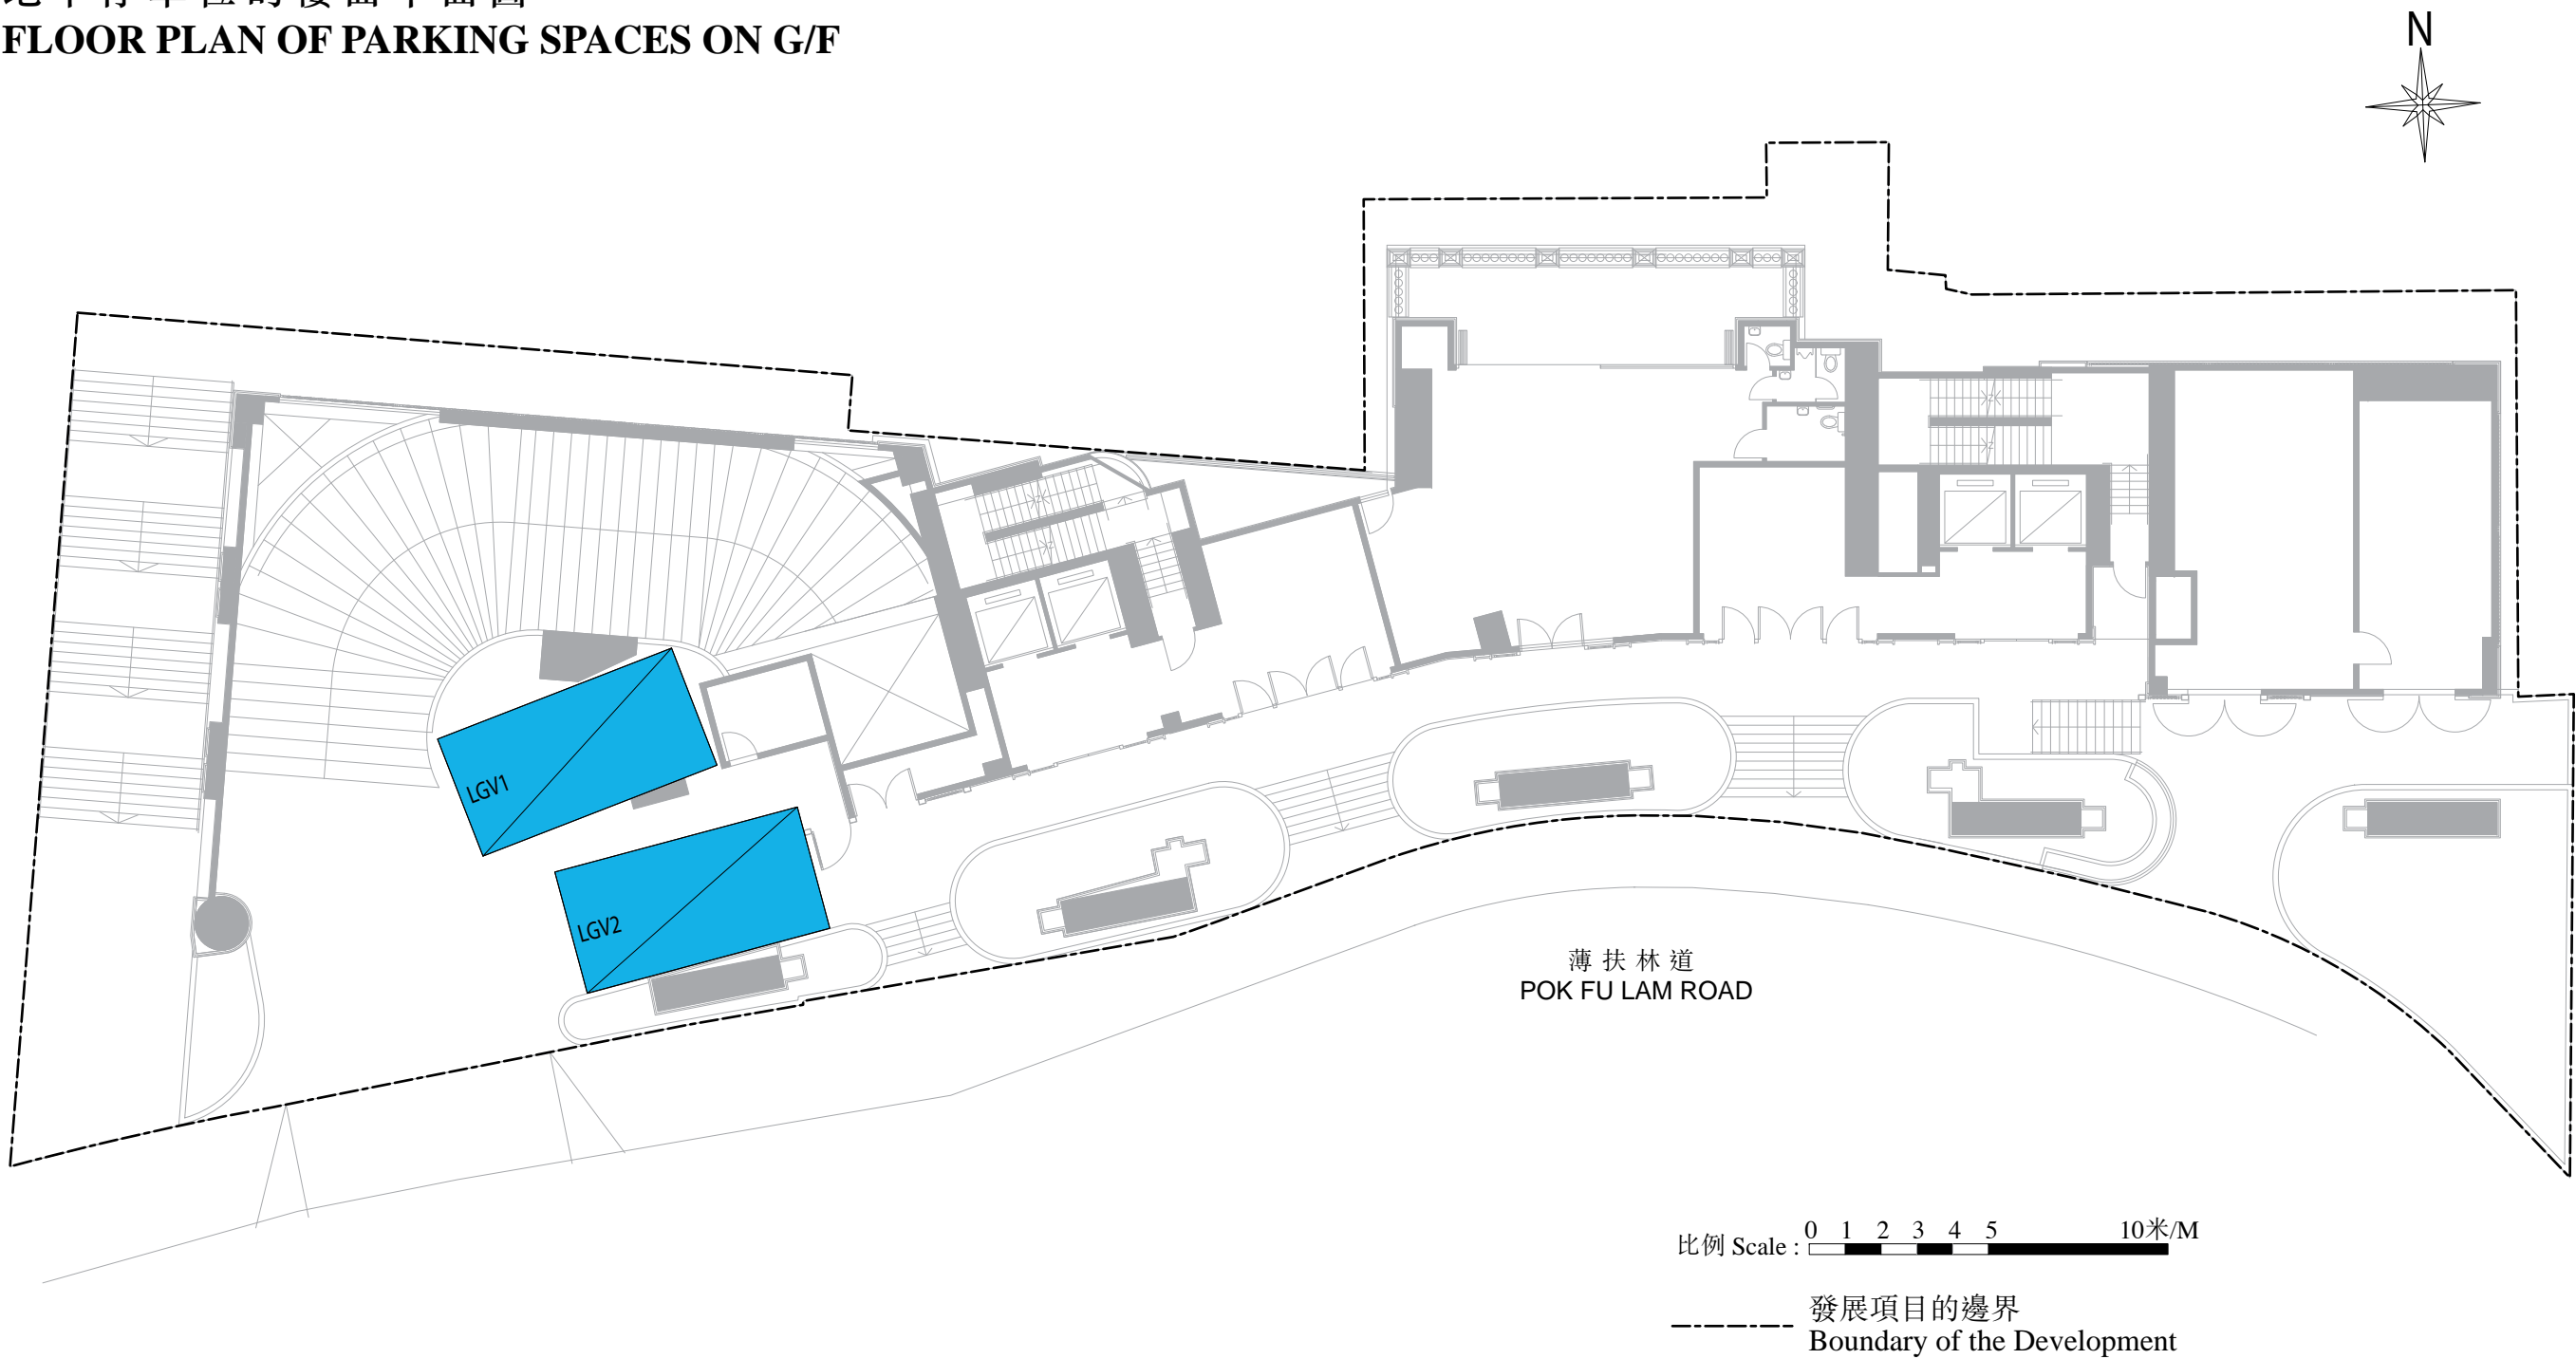 FLOOR PLAN OF PARKING SPACES ON G/F
N
LGV1
LGV2
薄扶林道
POK FU LAM ROAD
比例 Scale : 0 1 2 3 4 5 10米/M
發展項目的邊界
Boundary of the Development